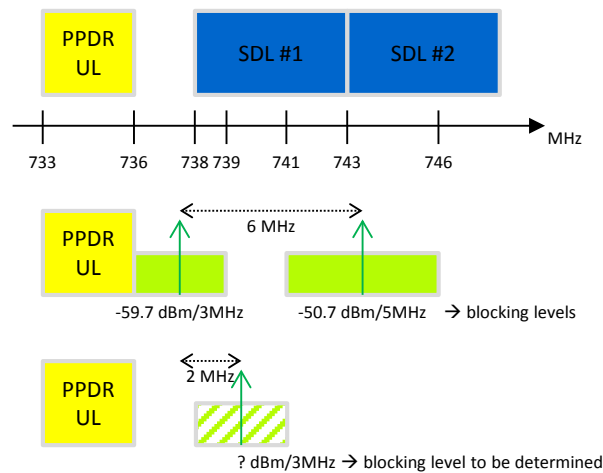 PPDR
UL
SDL #1
SDL #2
MHz
733
736
738
739
741
743
746
PPDR
UL
6 MHz
-59.7 dBm/3MHz
-50.7 dBm/5MHz
→ blocking levels
PPDR
UL
2 MHz
? dBm/3MHz → blocking level to be determined